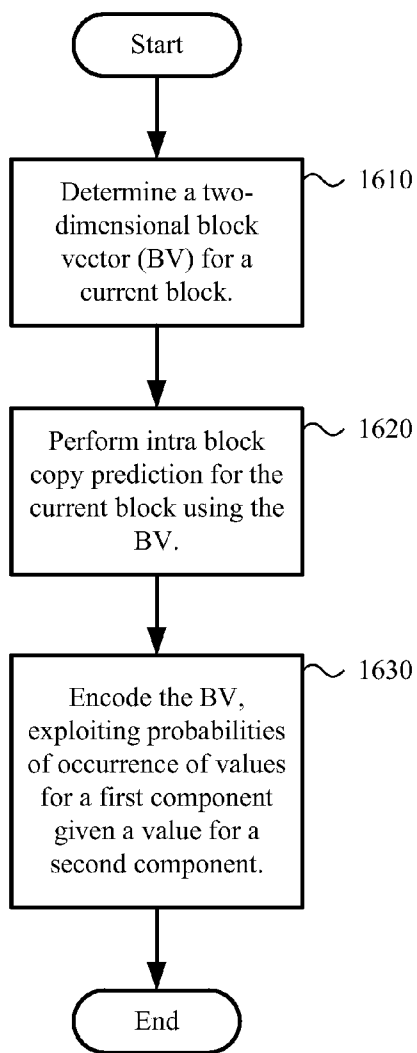 Start
1610
Determine a two-
dimensional block
vector (BV) for a
current block.
1620
Perform intra block
copy prediction for the
current block using the
BV.
1630
Encode the BV,
exploiting probabilities
of occurrence of values
for a first component
given a value for a
second component.
End